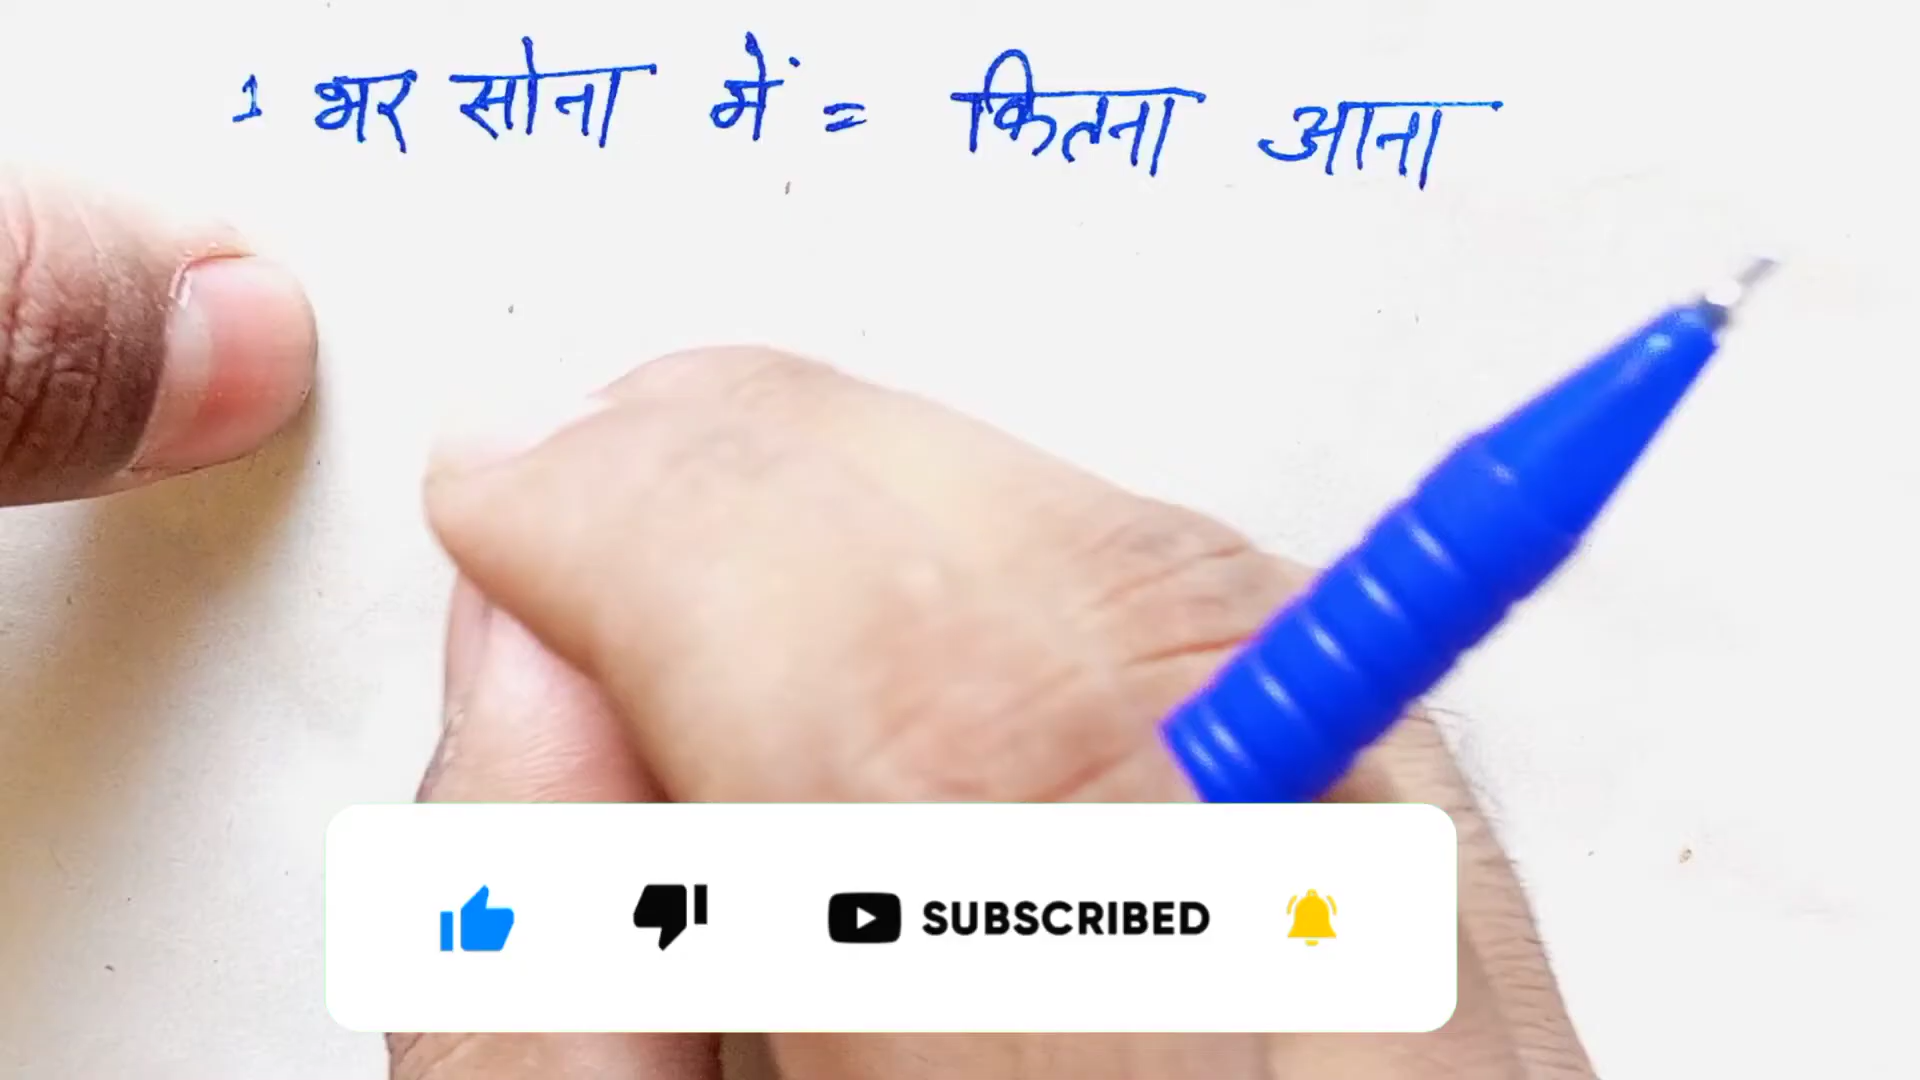 1 भर सोना में = कितना आना
SUBSCRIBED